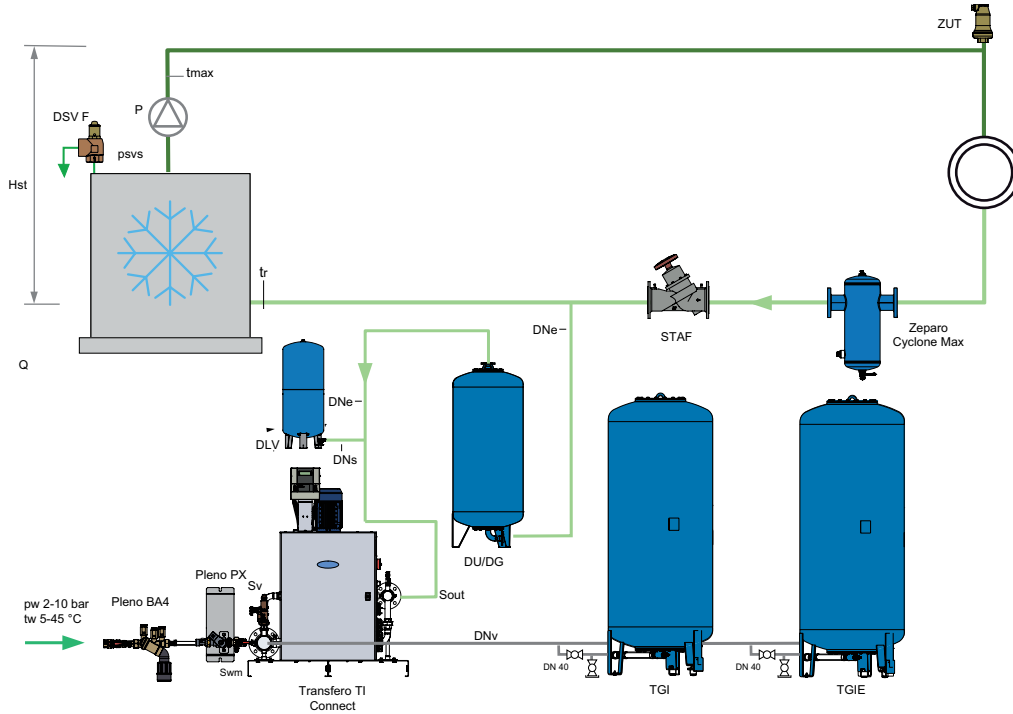 ZUT
tmax
P
DSV F
psvs
Hst
tr
DNe
STAF
Zeparo
Cyclone Max
Q
DNe
DLV
DNs
DU/DG
Pleno PX
Sv
Sout
pw 2-10 bar
tw 5-45 °C
Pleno BA4
DNv
Swm
DN 40
DN 40
Transfero TI
Connect
TGI
TGIE